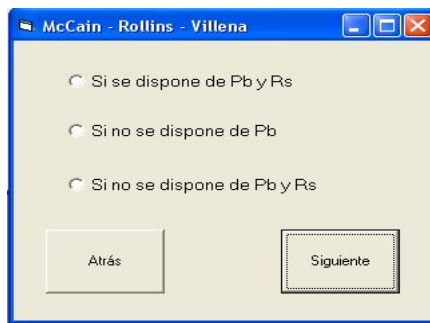 McCain - Rollins - Villena
Si se dispone de Pb y Rs
Si no se dispone de Pb
Si no se dispone de Pb y Rs
Atrás Siguiente